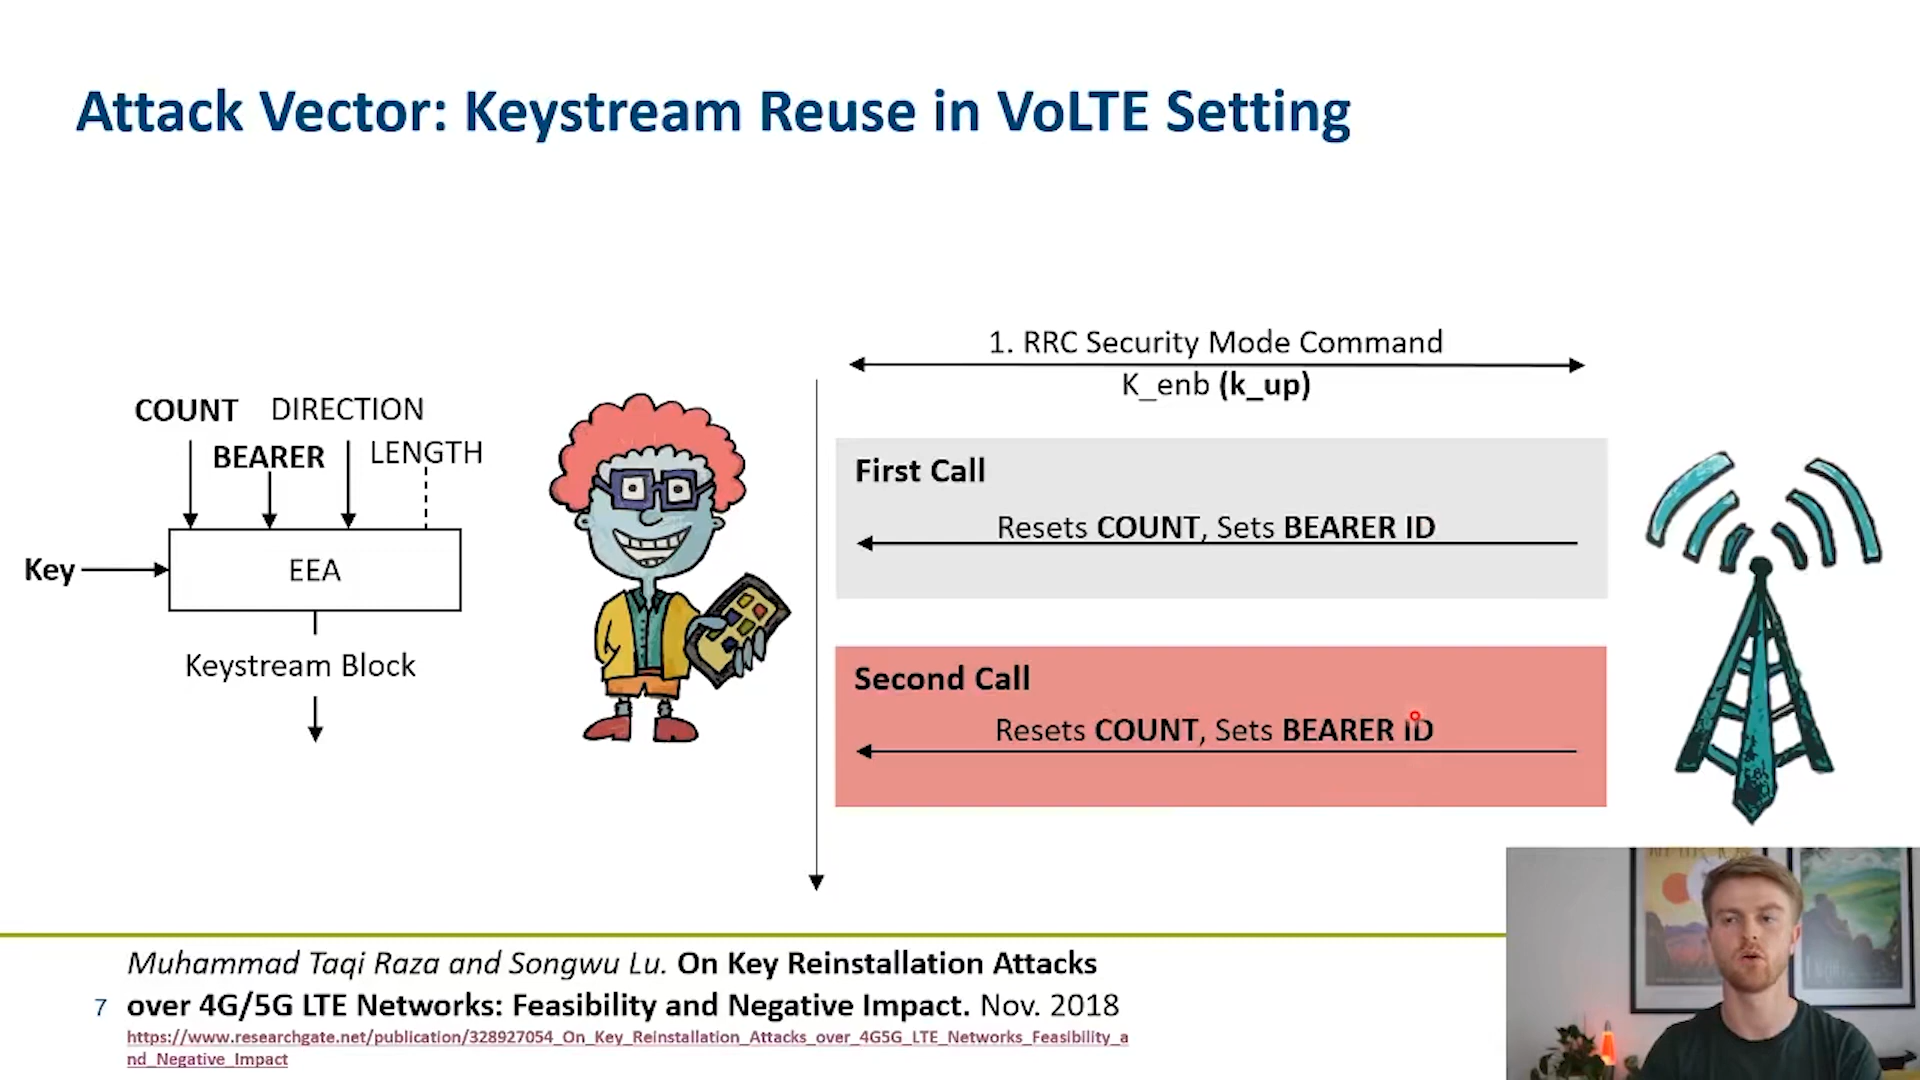 Attack Vector: Keystream Reuse in VoLTE Setting
1. RRC Security Mode Command
K_enb (k_up)
COUNT DIRECTION
BEARER LENGTH
Key
EEA
Keystream Block
First Call
Resets COUNT, Sets BEARER ID
Second Call
Resets COUNT, Sets BEARER ID
Muhammad Taqi Raza and Songwu Lu. On Key Reinstallation Attacks
7 over 4G/5G LTE Networks: Feasibility and Negative Impact. Nov. 2018
https://www.researchgate.net/publication/328927054_On_Key_Reinstallation_Attacks_over_4G5G_LTE_Networks_Feasibility_a
nd_Negative_Impact